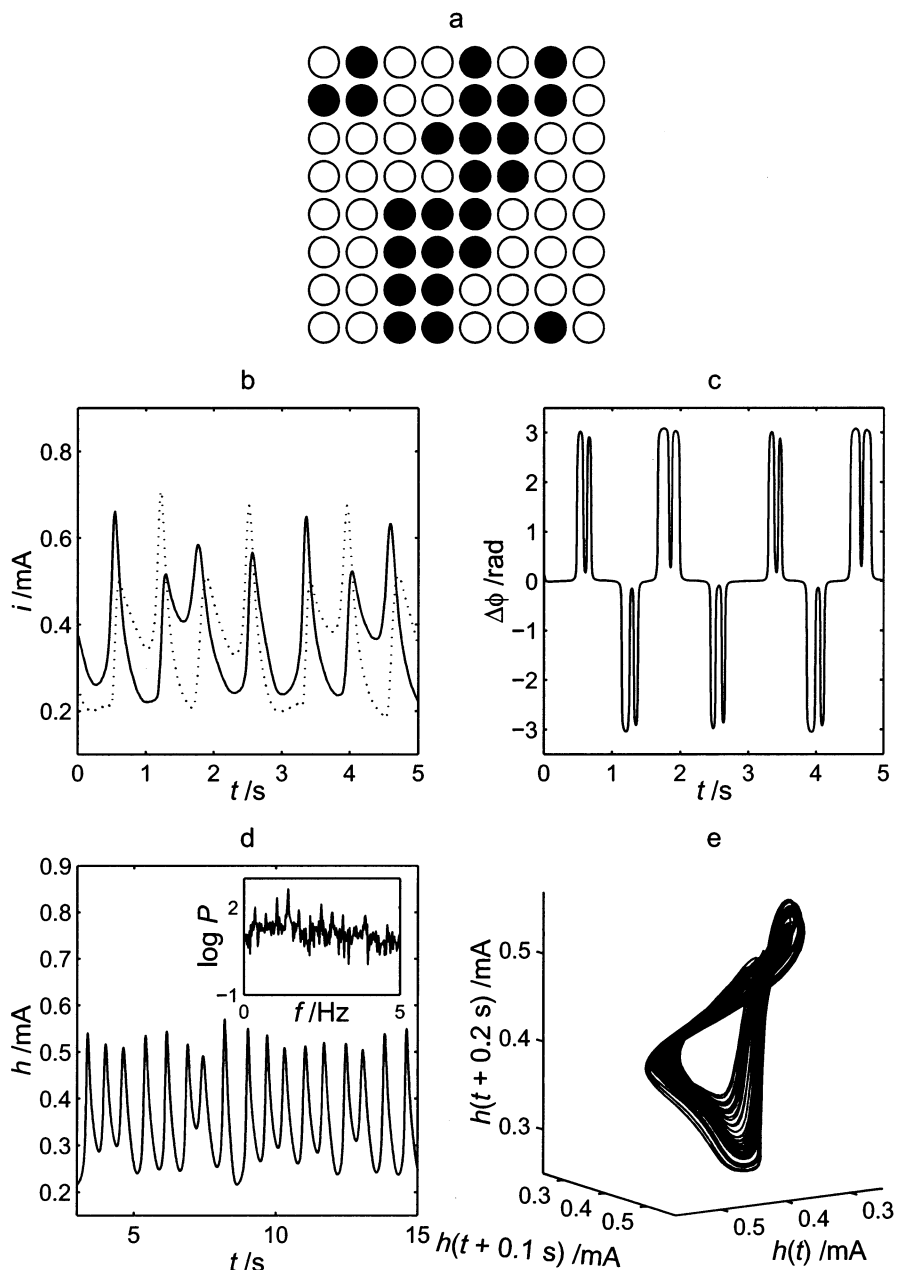 a
b
0.8
0.6
0.4
0.2
i /mA
0 1 2 3 4 5
t /s
c
3
2
1
0
−1
−2
−3
Δϕ /rad
0 1 2 3 4 5
t /s
d
0.9
0.8
0.7
0.6
0.5
0.4
0.3
0.2
h /mA
5 10 15
t /s
2
−1
log P
0 5
f /Hz
e
0.5
0.4
0.3
h(t + 0.2 s) /mA
0.3 0.4 0.5
h(t + 0.1 s) /mA
0.5 0.4 0.3
h(t) /mA